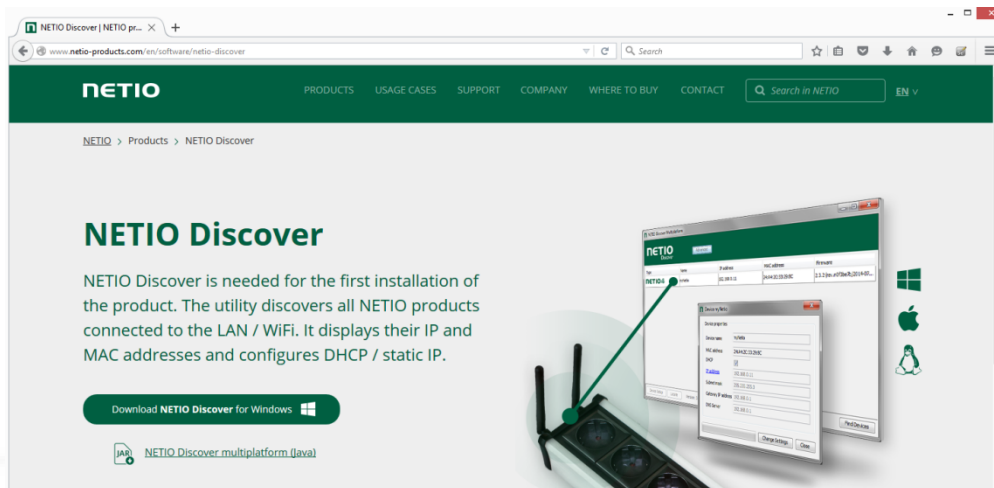 NETIO Discover | NETIO pr...
www.netio-products.com/en/software/netio-discover
Search
NETIO
PRODUCTS USAGE CASES SUPPORT COMPANY WHERE TO BUY CONTACT Search in NETIO EN
NETIO > Products > NETIO Discover
NETIO Discover
NETIO Discover is needed for the first installation of
the product. The utility discovers all NETIO products
connected to the LAN / WiFi. It displays their IP and
MAC addresses and configures DHCP / static IP.
Download NETIO Discover for Windows
JAR NETIO Discover multiplatform (Java)
NETIO
Type Name IP address MAC address Firmware
Device name
MAC address
DHCP
IP address
Find Devices
Change Settings Close